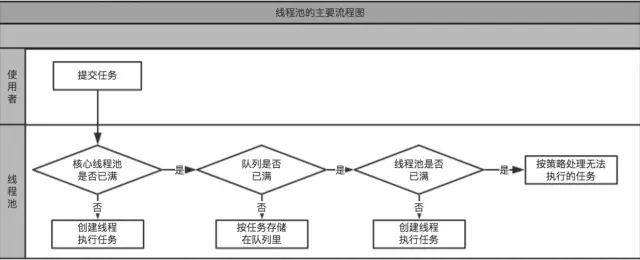 线程池的主要流程图
使用者
提交任务
线程池
核心线程池
是否已满
是
队列是否
已满
是
线程池是否
已满
是
按策略处理无法
执行的任务
否
否
否
创建线程
执行任务
按任务存储
在队列里
创建线程
执行任务